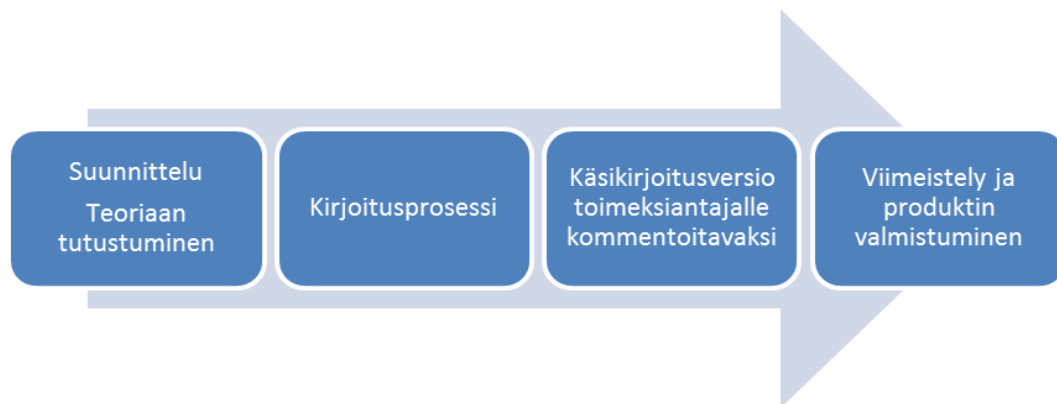 Suunnittelu
Teoriaan
tutustuminen
Kirjoitusprosessi
Käsikirjoitusversio
toimeksiantajalle
kommentoitavaksi
Viimeistely ja
produktin
valmistuminen